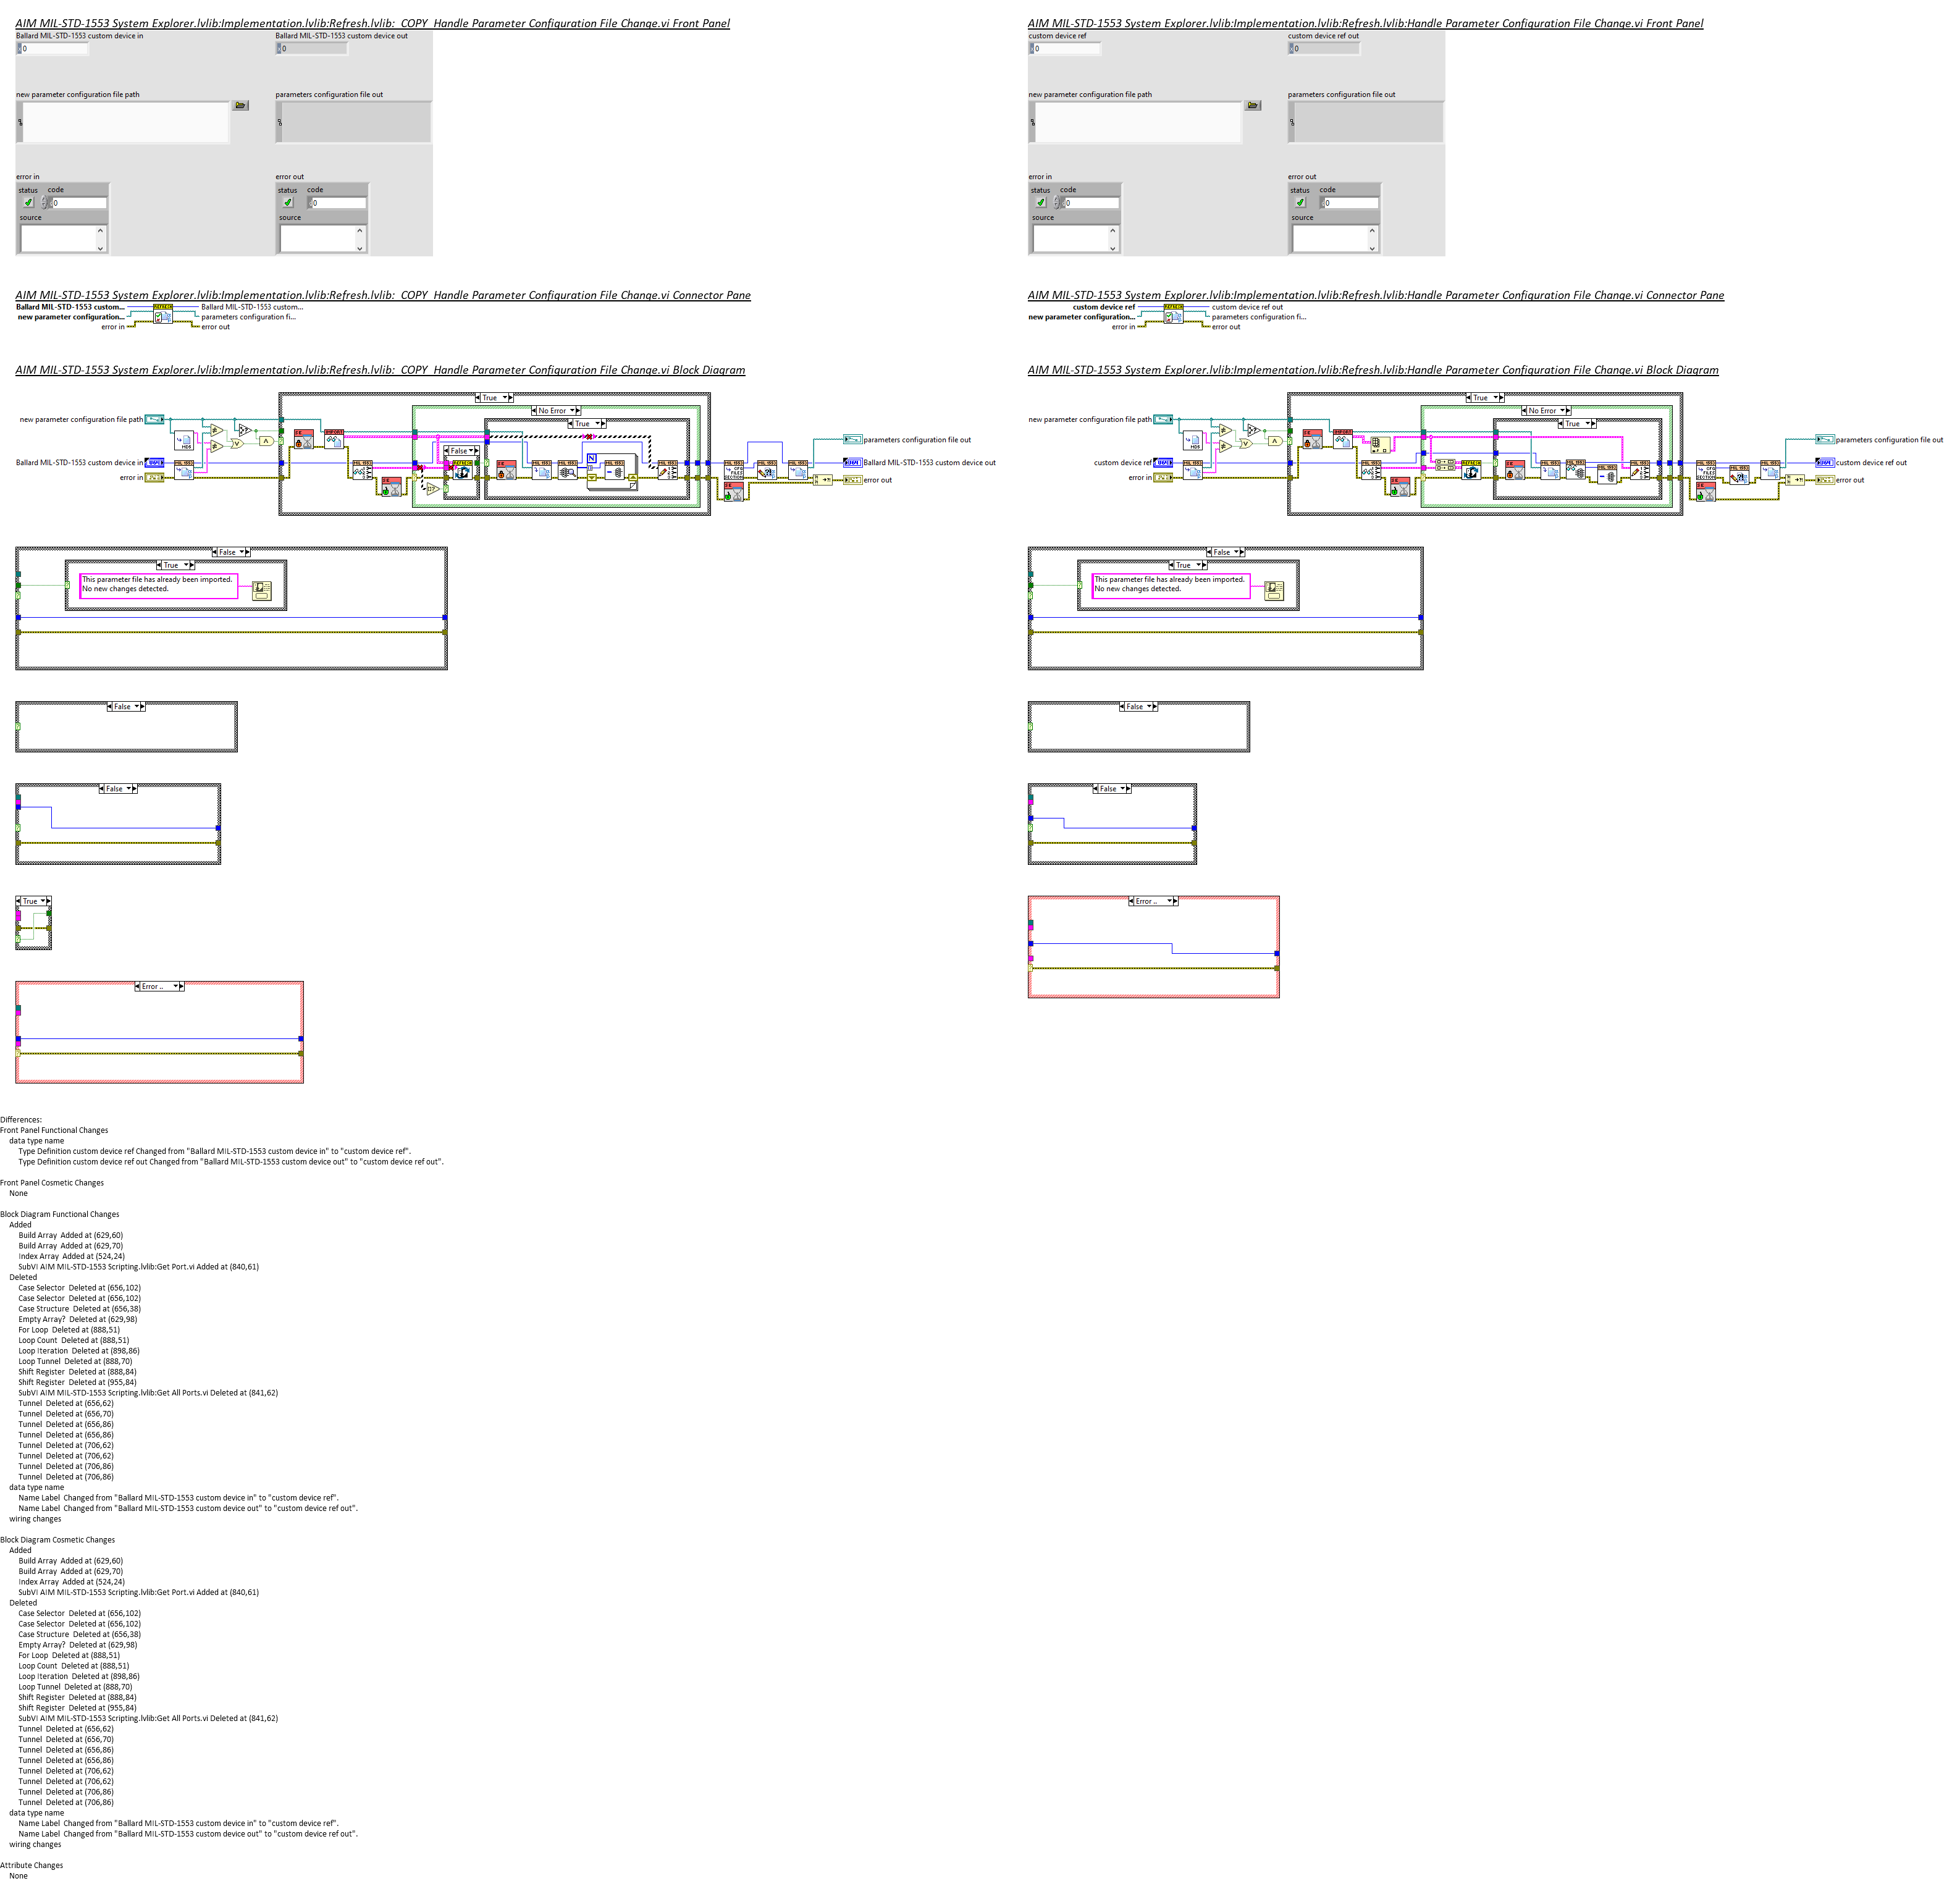 AIM MIL-STD-1553 System Explorer.lvlib:Implementation.lvlib:Refresh.lvlib:_COPY_Handle Parameter Configuration File Change.vi Front Panel
Ballard MIL-STD-1553 custom device in
Ballard MIL-STD-1553 custom device out
0
0
new parameter configuration file path
parameters configuration file out
error in
error out
status code
status code
0
0
source
source
AIM MIL-STD-1553 System Explorer.lvlib:Implementation.lvlib:Refresh.lvlib:Handle Parameter Configuration File Change.vi Front Panel
custom device ref
custom device ref out
0
0
new parameter configuration file path
parameters configuration file out
error in
error out
status code
status code
0
0
source
source
AIM MIL-STD-1553 System Explorer.lvlib:Implementation.lvlib:Refresh.lvlib:_COPY_Handle Parameter Configuration File Change.vi Connector Pane
Ballard MIL-STD-1553 custom...
Ballard MIL-STD-1553 custom...
new parameter configuration...
parameters configuration fi...
error in
error out
REFRESH
AIM MIL-STD-1553 System Explorer.lvlib:Implementation.lvlib:Refresh.lvlib:Handle Parameter Configuration File Change.vi Connector Pane
custom device ref
custom device ref out
new parameter configuration...
parameters configuration fi...
error in
error out
REFRESH
AIM MIL-STD-1553 System Explorer.lvlib:Implementation.lvlib:Refresh.lvlib:_COPY_Handle Parameter Configuration File Change.vi Block Diagram
True
No Error
True
False
new parameter configuration file path
Ballard MIL-STD-1553 custom device in
error in
parameters configuration file out
Ballard MIL-STD-1553 custom device out
error out
AIM MIL-STD-1553 System Explorer.lvlib:Implementation.lvlib:Refresh.lvlib:Handle Parameter Configuration File Change.vi Block Diagram
True
No Error
True
new parameter configuration file path
custom device ref
error in
parameters configuration file out
custom device ref out
error out
False
True
This parameter file has already been imported.
No new changes detected.
False
True
This parameter file has already been imported.
No new changes detected.
False
False
False
False
True
Error ..
Error ..
Differences:
Front Panel Functional Changes
data type name
Type Definition custom device ref Changed from "Ballard MIL-STD-1553 custom device in" to "custom device ref".
Type Definition custom device ref out Changed from "Ballard MIL-STD-1553 custom device out" to "custom device ref out".
Front Panel Cosmetic Changes
None
Block Diagram Functional Changes
Added
Build Array Added at (629,60)
Build Array Added at (629,70)
Index Array Added at (524,24)
SubVI AIM MIL-STD-1553 Scripting.lvlib:Get Port.vi Added at (840,61)
Deleted
Case Selector Deleted at (656,102)
Case Selector Deleted at (656,102)
Case Structure Deleted at (656,38)
Empty Array? Deleted at (629,98)
For Loop Deleted at (888,51)
Loop Count Deleted at (888,51)
Loop Iteration Deleted at (898,86)
Loop Tunnel Deleted at (888,70)
Shift Register Deleted at (888,84)
Shift Register Deleted at (955,84)
SubVI AIM MIL-STD-1553 Scripting.lvlib:Get All Ports.vi Deleted at (841,62)
Tunnel Deleted at (656,62)
Tunnel Deleted at (656,70)
Tunnel Deleted at (656,86)
Tunnel Deleted at (656,86)
Tunnel Deleted at (706,62)
Tunnel Deleted at (706,62)
Tunnel Deleted at (706,86)
Tunnel Deleted at (706,86)
data type name
Name Label Changed from "Ballard MIL-STD-1553 custom device in" to "custom device ref".
Name Label Changed from "Ballard MIL-STD-1553 custom device out" to "custom device ref out".
wiring changes
Block Diagram Cosmetic Changes
Added
Build Array Added at (629,60)
Build Array Added at (629,70)
Index Array Added at (524,24)
SubVI AIM MIL-STD-1553 Scripting.lvlib:Get Port.vi Added at (840,61)
Deleted
Case Selector Deleted at (656,102)
Case Selector Deleted at (656,102)
Case Structure Deleted at (656,38)
Empty Array? Deleted at (629,98)
For Loop Deleted at (888,51)
Loop Count Deleted at (888,51)
Loop Iteration Deleted at (898,86)
Loop Tunnel Deleted at (888,70)
Shift Register Deleted at (888,84)
Shift Register Deleted at (955,84)
SubVI AIM MIL-STD-1553 Scripting.lvlib:Get All Ports.vi Deleted at (841,62)
Tunnel Deleted at (656,62)
Tunnel Deleted at (656,70)
Tunnel Deleted at (656,86)
Tunnel Deleted at (656,86)
Tunnel Deleted at (706,62)
Tunnel Deleted at (706,62)
Tunnel Deleted at (706,86)
Tunnel Deleted at (706,86)
data type name
Name Label Changed from "Ballard MIL-STD-1553 custom device in" to "custom device ref".
Name Label Changed from "Ballard MIL-STD-1553 custom device out" to "custom device ref out".
wiring changes
Attribute Changes
None